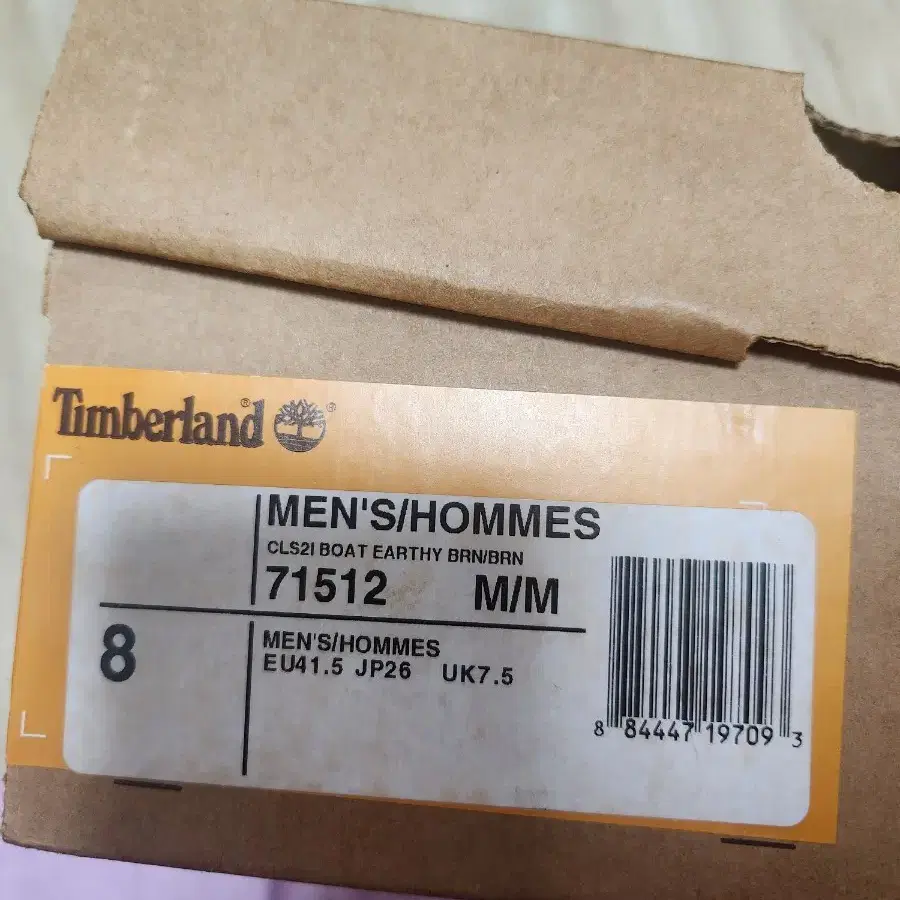 Timberland®
®
MEN'S/HOMMES
CLS2I BOAT EARTHY BRN/BRN
71512 M/M
8
MEN'S/HOMMES
EU41.5 JP26 UK7.5
8 84447 19709 3